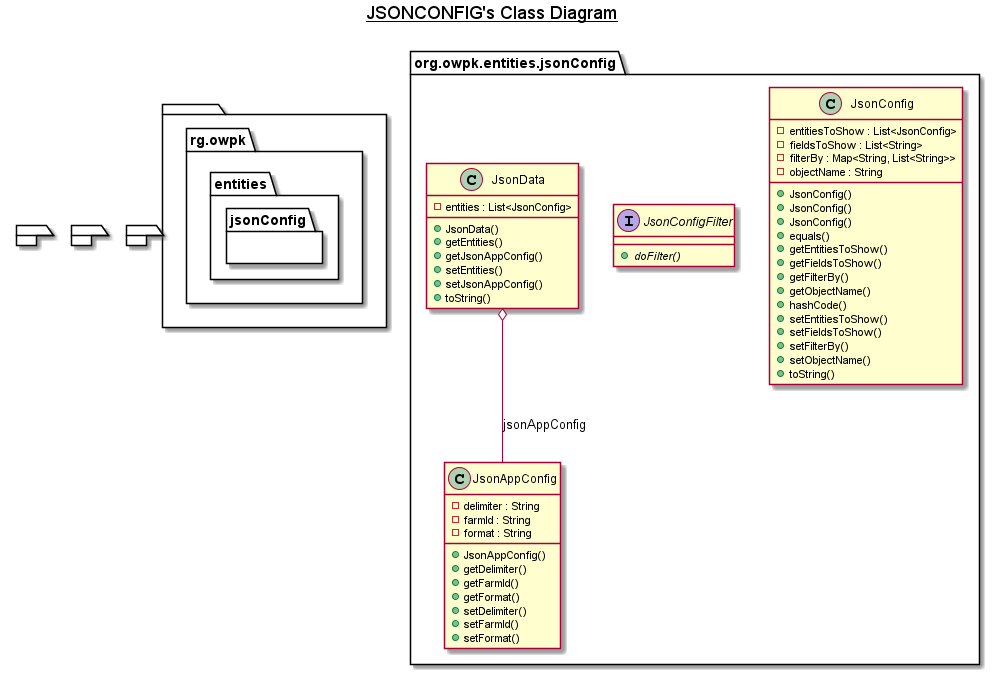 JSONCONFIG's Class Diagram
rg.owpk
entities
jsonConfig
org.owpk.entities.jsonConfig
C JsonData
entities : List<JsonConfig>
JsonData()
getEntities()
getJsonAppConfig()
setEntities()
setJsonAppConfig()
toString()
I JsonConfigFilter
doFilter()
C JsonConfig
entitiesToShow : List<JsonConfig>
fieldsToShow : List<String>
filterBy : Map<String, List<String>>
objectName : String
JsonConfig()
JsonConfig()
JsonConfig()
equals()
getEntitiesToShow()
getFieldsToShow()
getFilterBy()
getObjectName()
hashCode()
setEntitiesToShow()
setFieldsToShow()
setFilterBy()
setObjectName()
toString()
jsonAppConfig
C JsonAppConfig
delimiter : String
farmId : String
format : String
JsonAppConfig()
getDelimiter()
getFarmId()
getFormat()
setDelimiter()
setFarmId()
setFormat()